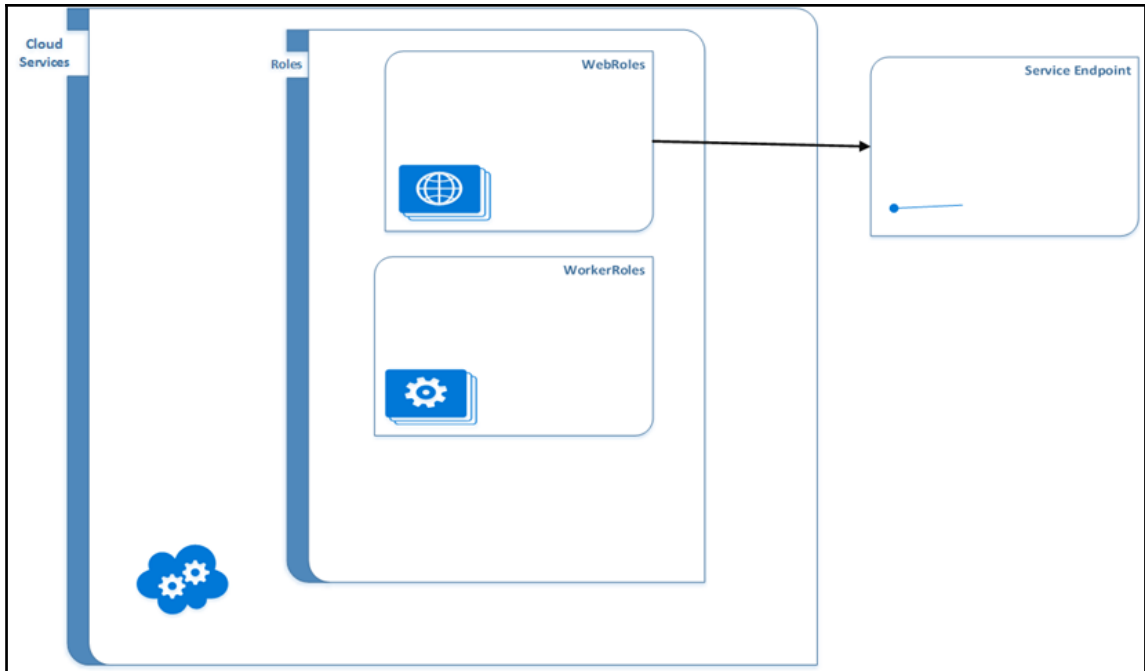 Cloud
Services
Roles
WebRoles
Service Endpoint
WorkerRoles